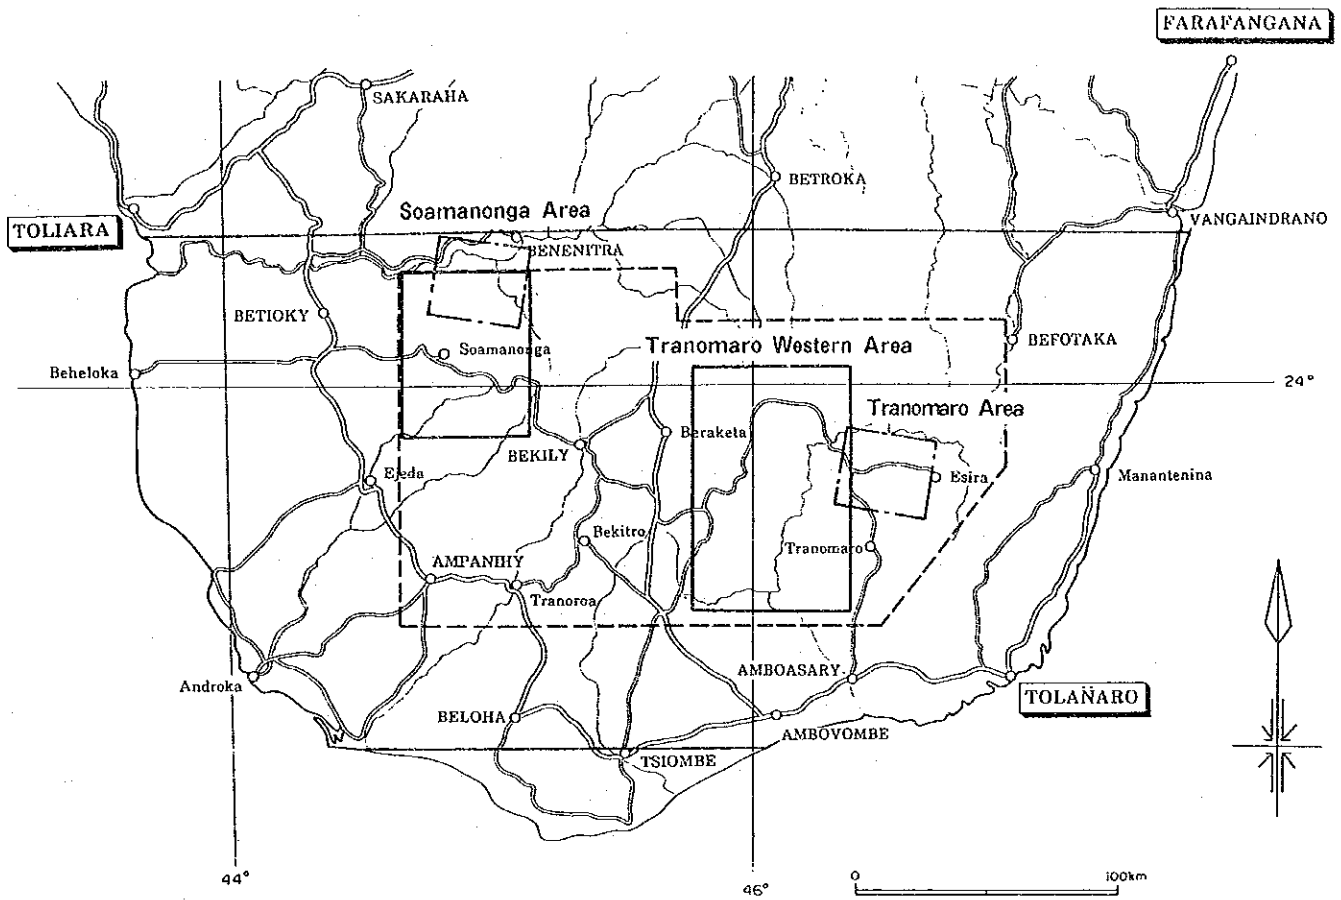 FARAFANGANA
SAKARAHA
BETROKA
Soamanonga Area
VANGAINDRANO
TOLIARA
BENENITRA
BETIOKY
BEFOTAKA
Soamanonga
Tranomaro Western Area
Beheloka
24°
Tranomaro Area
Beraketa
BEKILY
Ejeda
Esira
Manantenina
Bekitro
Tranomaro
AMPANIHY
Tranoroa
Androka
AMBOASARY
TOLAÑARO
BELOHA
AMBOVOMBE
TSIOMBE
44°
46°
0
100km